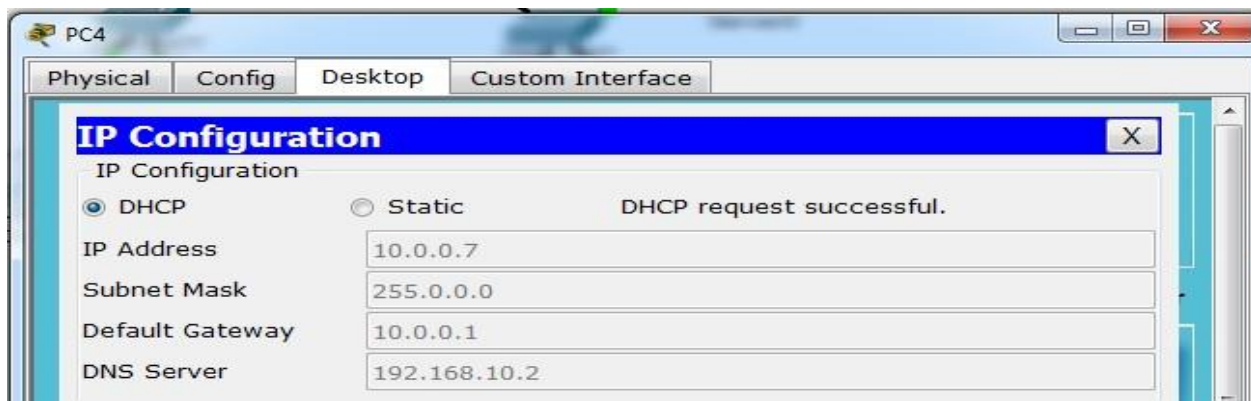 PC4
Physical Config Desktop Custom Interface
IP Configuration X
IP Configuration
DHCP Static DHCP request successful.
IP Address 10.0.0.7
Subnet Mask 255.0.0.0
Default Gateway 10.0.0.1
DNS Server 192.168.10.2